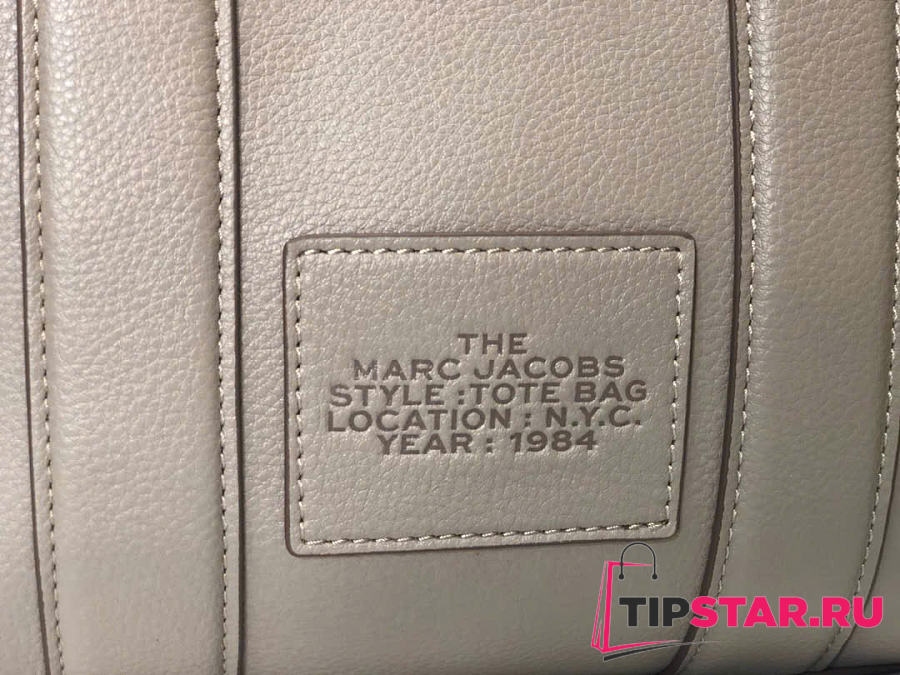 THE
MARC JACOBS
STYLE :TOTE BAG
LOCATION : N.Y.C.
YEAR : 1984
TIPSTAR.RU